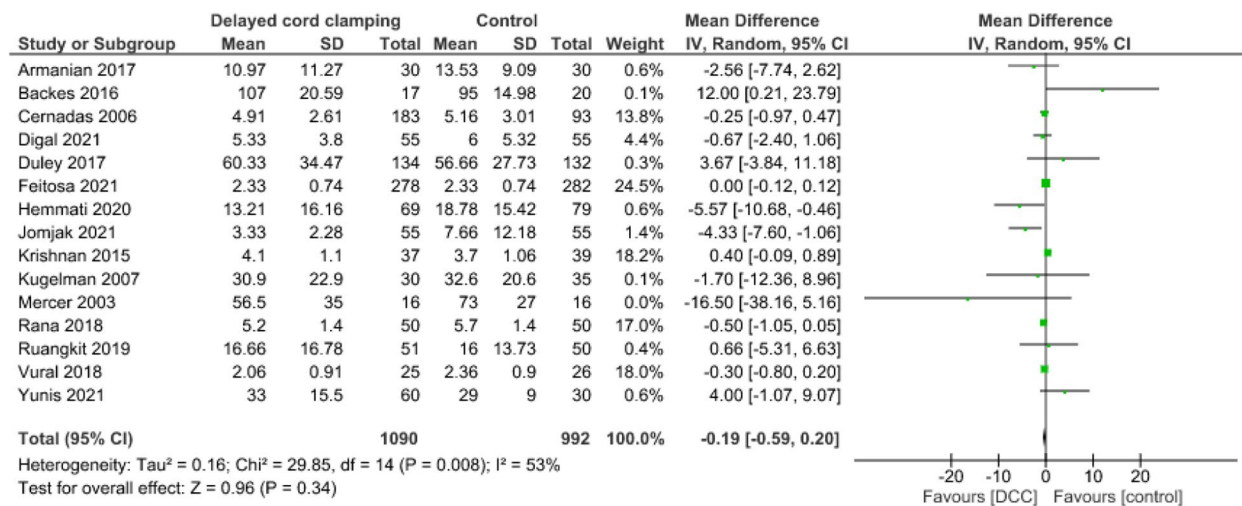 Delayed cord clamping Control Mean Difference Mean Difference
Study or Subgroup Mean SD Total Mean SD Total Weight IV, Random, 95% CI IV, Random, 95% CI
Armanian 2017 10.97 11.27 30 13.53 9.09 30 0.6% -2.56 [-7.74, 2.62]
Backes 2016 107 20.59 17 95 14.98 20 0.1% 12.00 [0.21, 23.79]
Cernadas 2006 4.91 2.61 183 5.16 3.01 93 13.8% -0.25 [-0.97, 0.47]
Digal 2021 5.33 3.8 55 6 5.32 55 4.4% -0.67 [-2.40, 1.06]
Duley 2017 60.33 34.47 134 56.66 27.73 132 0.3% 3.67 [-3.84, 11.18]
Feitosa 2021 2.33 0.74 278 2.33 0.74 282 24.5% 0.00 [-0.12, 0.12]
Hemmati 2020 13.21 16.16 69 18.78 15.42 79 0.6% -5.57 [-10.68, -0.46]
Jomjak 2021 3.33 2.28 55 7.66 12.18 55 1.4% -4.33 [-7.60, -1.06]
Krishnan 2015 4.1 1.1 37 3.7 1.06 39 18.2% 0.40 [-0.09, 0.89]
Kugelman 2007 30.9 22.9 30 32.6 20.6 35 0.1% -1.70 [-12.36, 8.96]
Mercer 2003 56.5 35 16 73 27 16 0.0% -16.50 [-38.16, 5.16]
Rana 2018 5.2 1.4 50 5.7 1.4 50 17.0% -0.50 [-1.05, 0.05]
Ruangkit 2019 16.66 16.78 51 16 13.73 50 0.4% 0.66 [-5.31, 6.63]
Vural 2018 2.06 0.91 25 2.36 0.9 26 18.0% -0.30 [-0.80, 0.20]
Yunis 2021 33 15.5 60 29 9 30 0.6% 4.00 [-1.07, 9.07]
Total (95% CI) 1090 992 100.0% -0.19 [-0.59, 0.20]
Heterogeneity: Tau² = 0.16; Chi² = 29.85, df = 14 (P = 0.008); I² = 53%
Test for overall effect: Z = 0.96 (P = 0.34)
-20 -10 0 10 20
Favours [DCC] Favours [control]